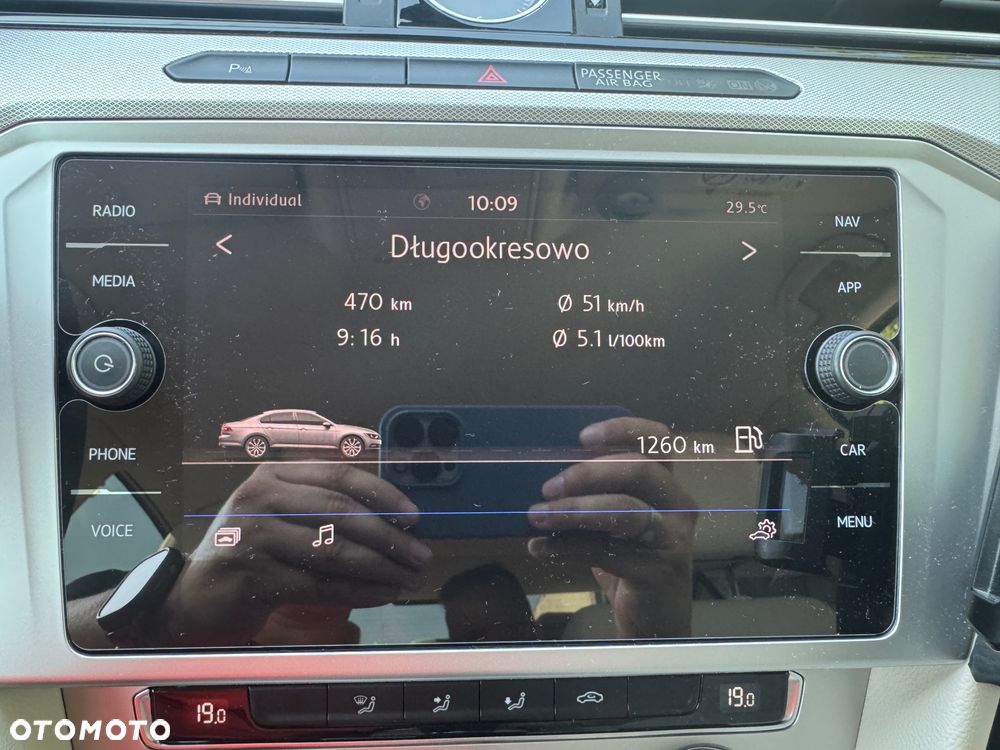 P
PASSENGER
AIR BAG
RADIO
MEDIA
PHONE
VOICE
Individual
10:09
29.5°C
< Długookresowo >
470 km
Ø 51 km/h
9:16 h
Ø 5.1 l/100km
1260 km
NAV
APP
CAR
MENU
19.0
19.0
OTOMOTO